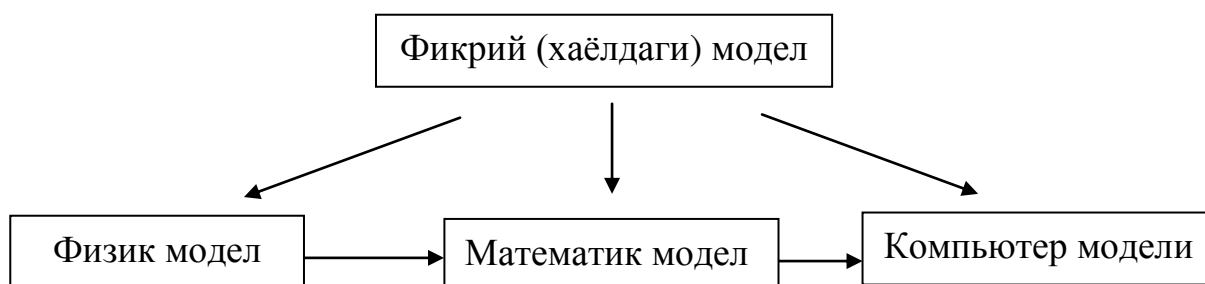 Фикрий (хаёлдаги) модел
Физик модел
Математик модел
Компьютер модели